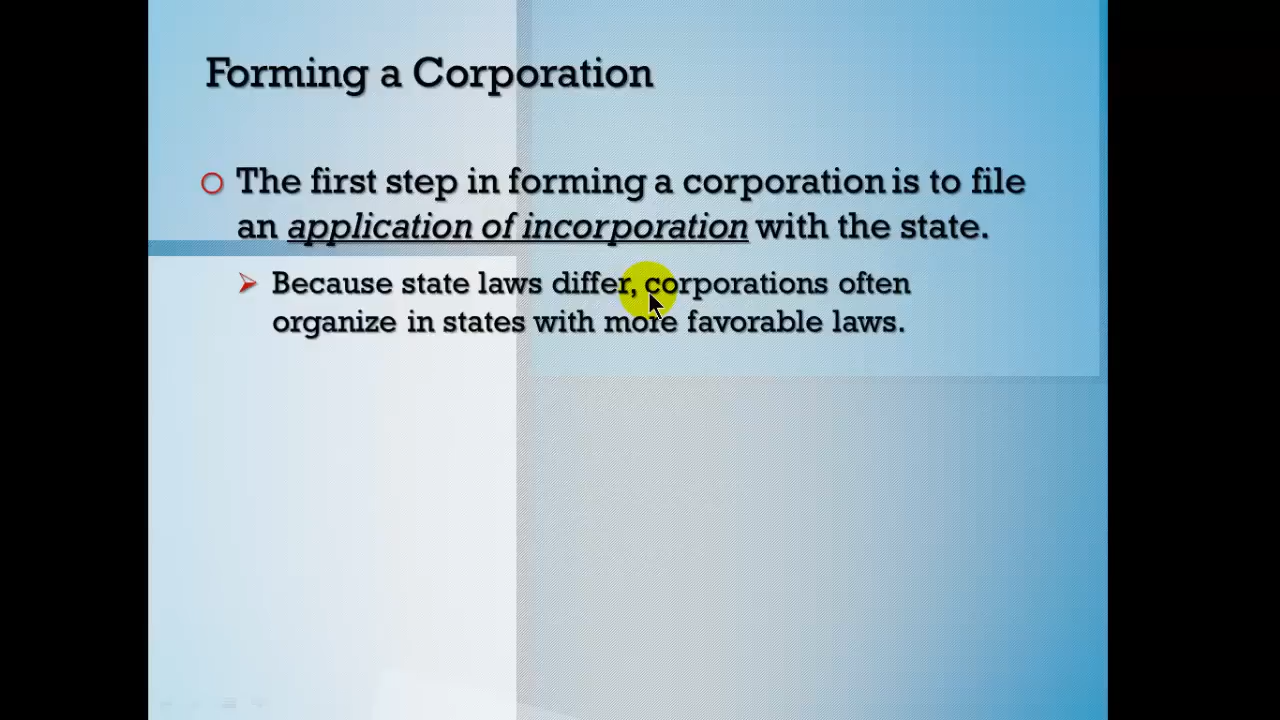 Forming a Corporation
The first step in forming a corporation is to file
an application of incorporation with the state.
Because state laws differ, corporations often
organize in states with more favorable laws.